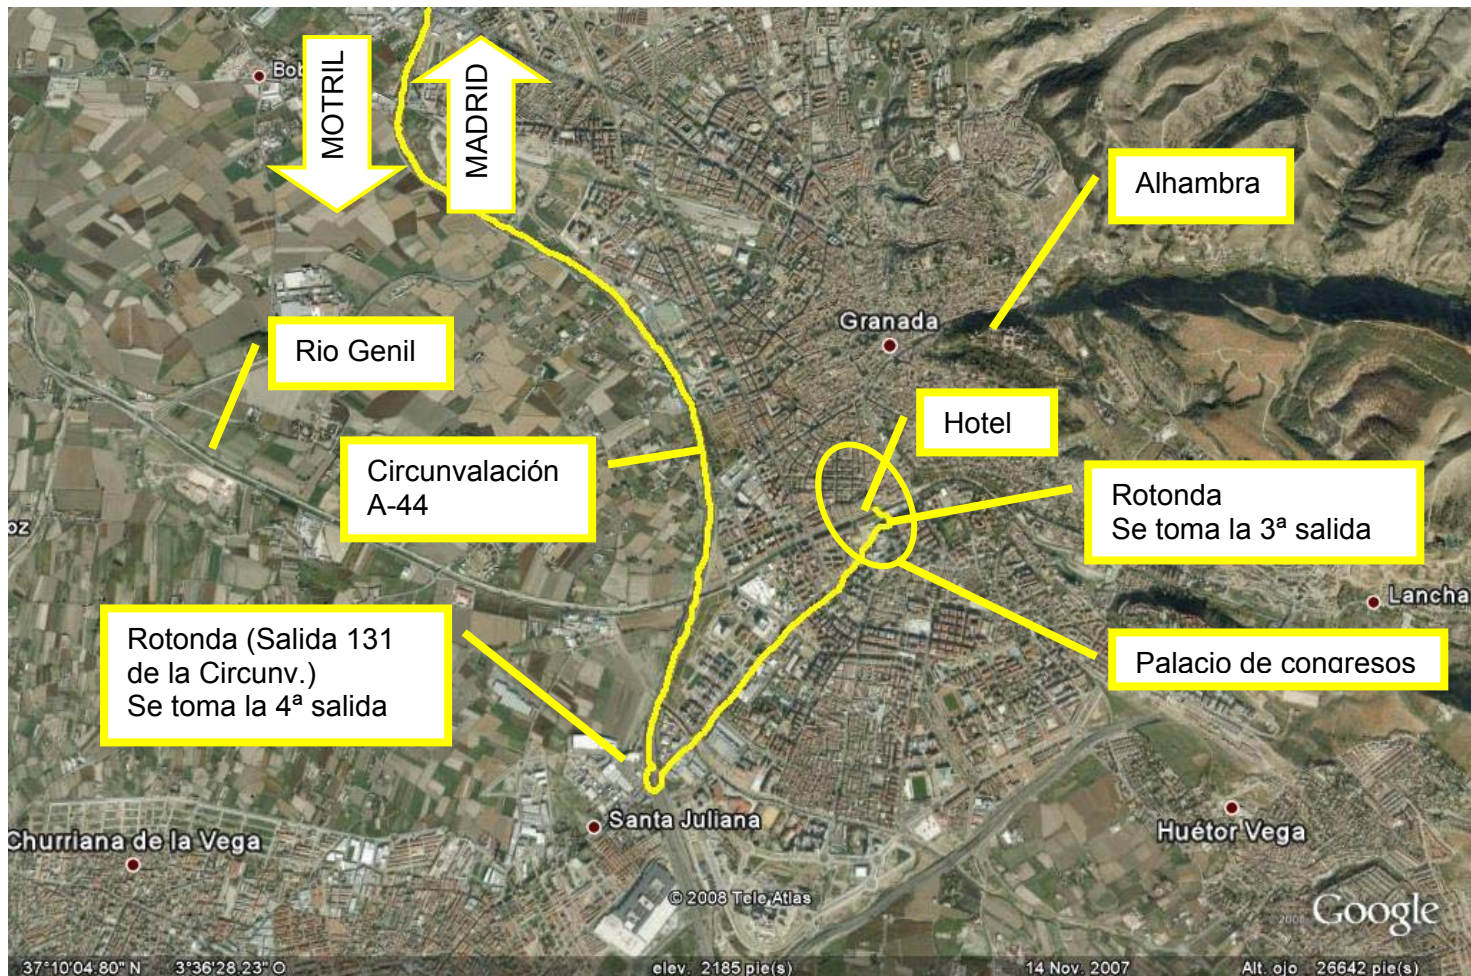 MOTRIL
MADRID
Bob
Alhambra
Granada
Rio Genil
Hotel
Circunvalación
A-44
Rotonda
Se toma la 3ª salida
oz
Lancha
Rotonda (Salida 131
de la Circunv.)
Se toma la 4ª salida
Palacio de congresos
Santa Juliana
Huétor Vega
Churriana de la Vega
© 2008 Tele Atlas
© 2008 Google
37°10'04.80" N 3°36'28.23" O elev. 2185 pie(s) 14 Nov. 2007 Alt. ojo 26642 pie(s)